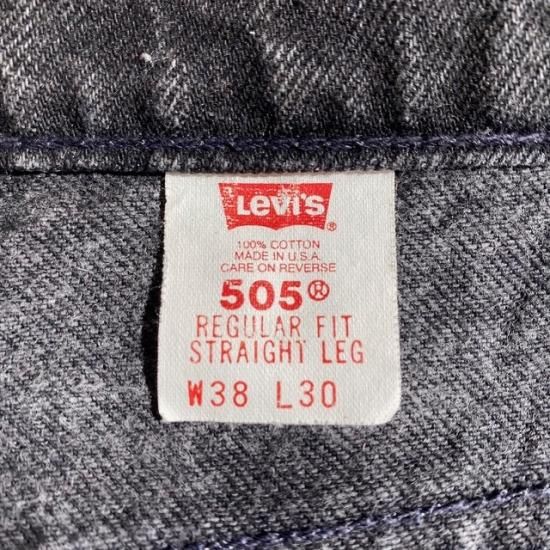 Levi's®
100% COTTON
MADE IN U.S.A.
CARE ON REVERSE
505®
REGULAR FIT
STRAIGHT LEG
W38 L30